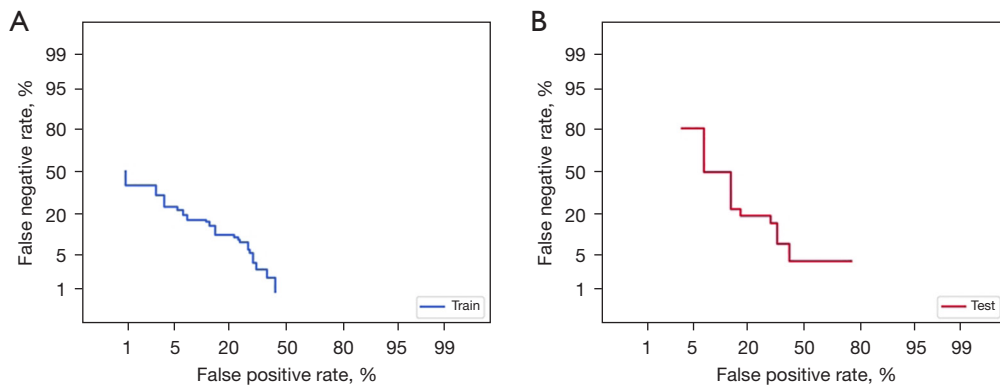 A
False negative rate, %
99
95
80
50
20
5
1
Train
1 5 20 50 80 95 99
False positive rate, %
B
False negative rate, %
99
95
80
50
20
5
1
Test
1 5 20 50 80 95 99
False positive rate, %